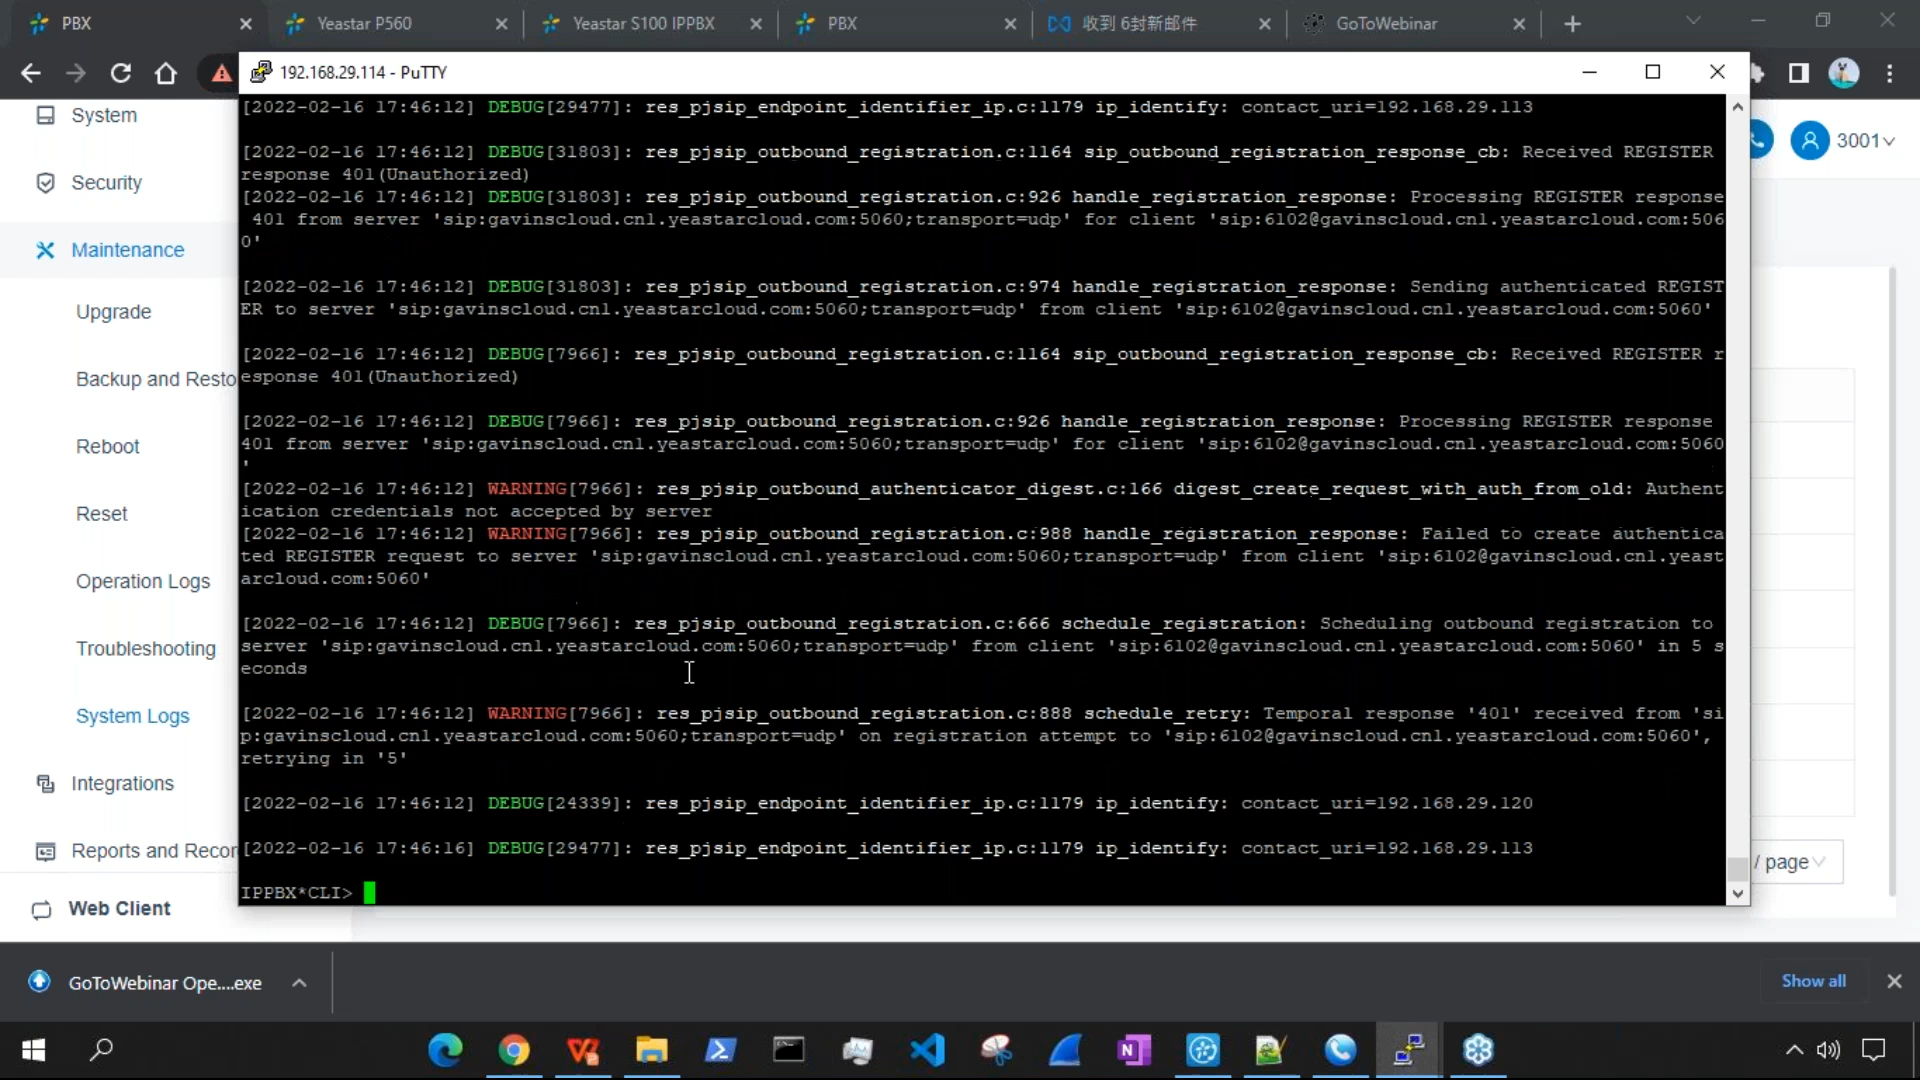 PBX
Yeastar P560
Yeastar S100 IPPBX
PBX
收到 6封新邮件
GoToWebinar
192.168.29.114 - PuTTY
3001
System
Security
Maintenance
Upgrade
Backup and Resto
Reboot
Reset
Operation Logs
Troubleshooting
System Logs
Integrations
Reports and Recor
Web Client
[2022-02-16 17:46:12] DEBUG[29477]: res_pjsip_endpoint_identifier_ip.c:1179 ip_identify: contact_uri=192.168.29.113
[2022-02-16 17:46:12] DEBUG[31803]: res_pjsip_outbound_registration.c:1164 sip_outbound_registration_response_cb: Received REGISTER
response 401(Unauthorized)
[2022-02-16 17:46:12] DEBUG[31803]: res_pjsip_outbound_registration.c:926 handle_registration_response: Processing REGISTER response
401 from server 'sip:gavinscloud.cn1.yeastarcloud.com:5060;transport=udp' for client 'sip:6102@gavinscloud.cn1.yeastarcloud.com:506
0'
[2022-02-16 17:46:12] DEBUG[31803]: res_pjsip_outbound_registration.c:974 handle_registration_response: Sending authenticated REGIST
ER to server 'sip:gavinscloud.cn1.yeastarcloud.com:5060;transport=udp' from client 'sip:6102@gavinscloud.cn1.yeastarcloud.com:5060'
[2022-02-16 17:46:12] DEBUG[7966]: res_pjsip_outbound_registration.c:1164 sip_outbound_registration_response_cb: Received REGISTER r
esponse 401(Unauthorized)
[2022-02-16 17:46:12] DEBUG[7966]: res_pjsip_outbound_registration.c:926 handle_registration_response: Processing REGISTER response
401 from server 'sip:gavinscloud.cn1.yeastarcloud.com:5060;transport=udp' for client 'sip:6102@gavinscloud.cn1.yeastarcloud.com:5060
'
[2022-02-16 17:46:12] WARNING[7966]: res_pjsip_outbound_authenticator_digest.c:166 digest_create_request_with_auth_from_old: Authent
ication credentials not accepted by server
[2022-02-16 17:46:12] WARNING[7966]: res_pjsip_outbound_registration.c:988 handle_registration_response: Failed to create authentica
ted REGISTER request to server 'sip:gavinscloud.cn1.yeastarcloud.com:5060;transport=udp' from client 'sip:6102@gavinscloud.cn1.yeast
arcloud.com:5060'
[2022-02-16 17:46:12] DEBUG[7966]: res_pjsip_outbound_registration.c:666 schedule_registration: Scheduling outbound registration to
server 'sip:gavinscloud.cn1.yeastarcloud.com:5060;transport=udp' from client 'sip:6102@gavinscloud.cn1.yeastarcloud.com:5060' in 5 s
econds
[2022-02-16 17:46:12] WARNING[7966]: res_pjsip_outbound_registration.c:888 schedule_retry: Temporal response '401' received from 'si
p:gavinscloud.cn1.yeastarcloud.com:5060;transport=udp' on registration attempt to 'sip:6102@gavinscloud.cn1.yeastarcloud.com:5060',
retrying in '5'
[2022-02-16 17:46:12] DEBUG[24339]: res_pjsip_endpoint_identifier_ip.c:1179 ip_identify: contact_uri=192.168.29.120
[2022-02-16 17:46:16] DEBUG[29477]: res_pjsip_endpoint_identifier_ip.c:1179 ip_identify: contact_uri=192.168.29.113
IPPBX*CLI>
/ page
GoToWebinar Ope....exe
Show all